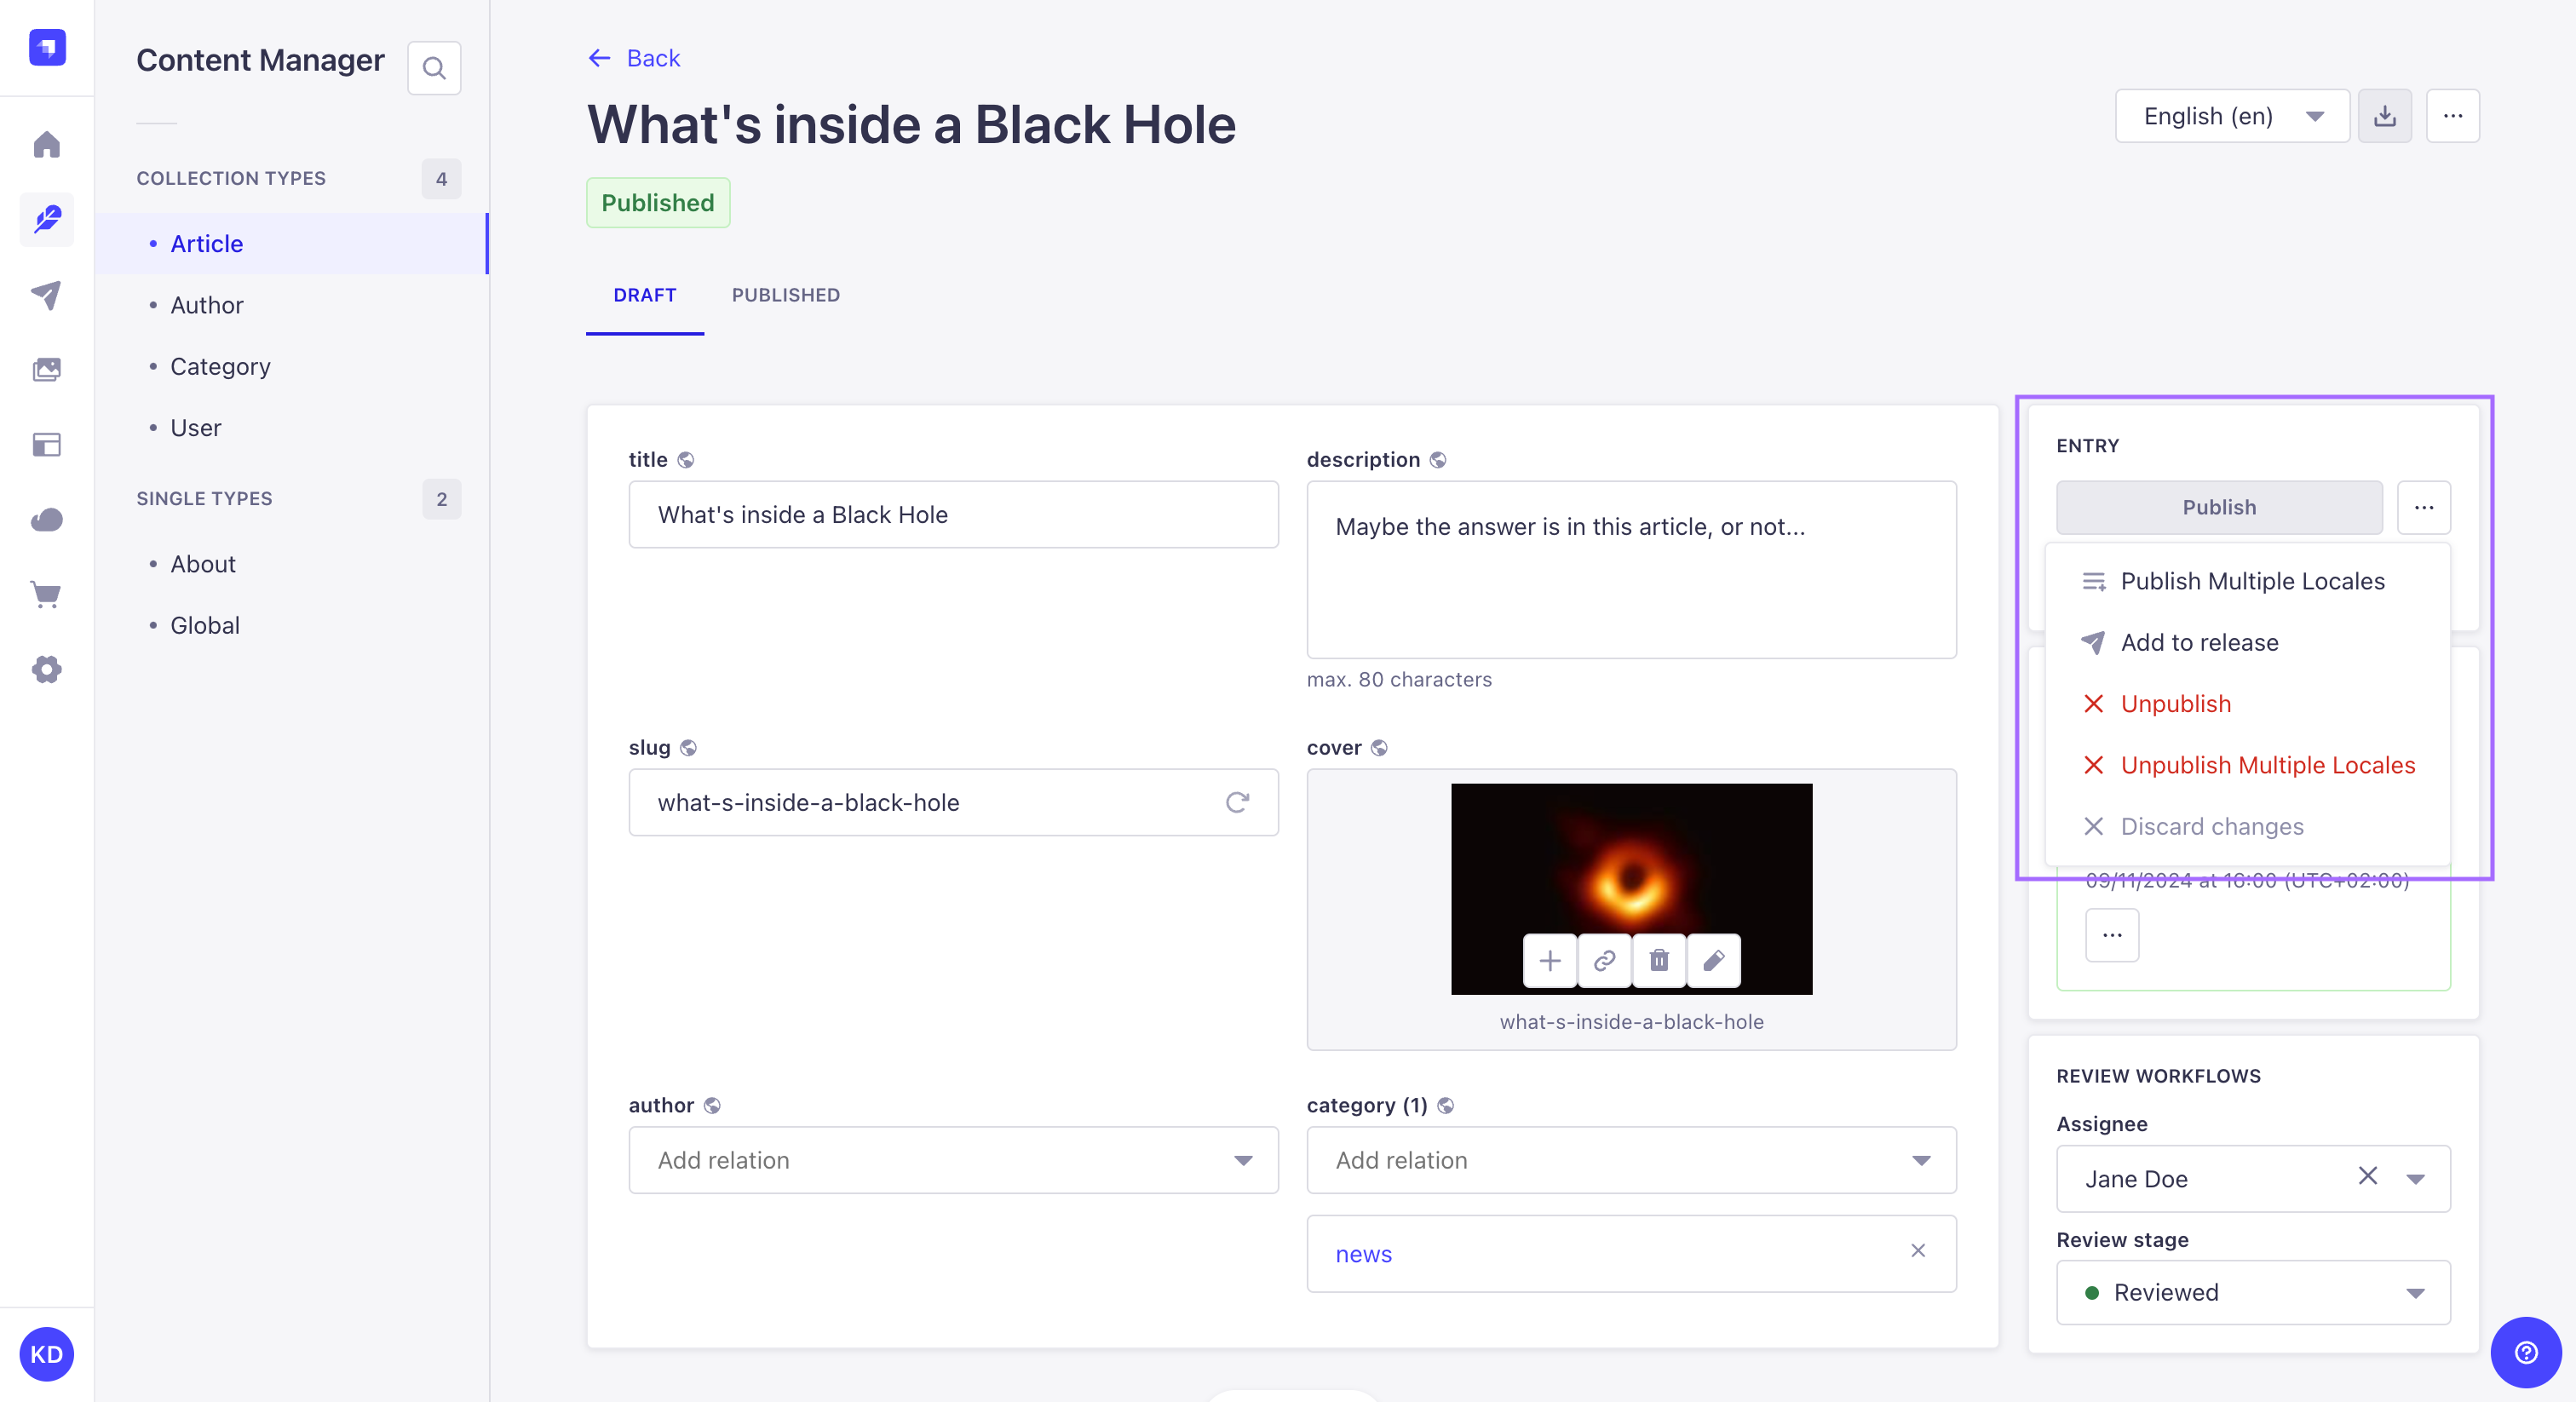 Content Manager
COLLECTION TYPES 4
Article
Author
Category
User
SINGLE TYPES 2
About
Global
KD
Back
What's inside a Black Hole
Published
English (en)
DRAFT PUBLISHED
title
What's inside a Black Hole
description
Maybe the answer is in this article, or not...
max. 80 characters
slug
what-s-inside-a-black-hole
cover
what-s-inside-a-black-hole
author
Add relation
category (1)
Add relation
news
ENTRY
Publish
Publish Multiple Locales
Add to release
Unpublish
Unpublish Multiple Locales
Discard changes
09/11/2024 at 16:00 (UTC+02:00)
REVIEW WORKFLOWS
Assignee
Jane Doe
Review stage
Reviewed